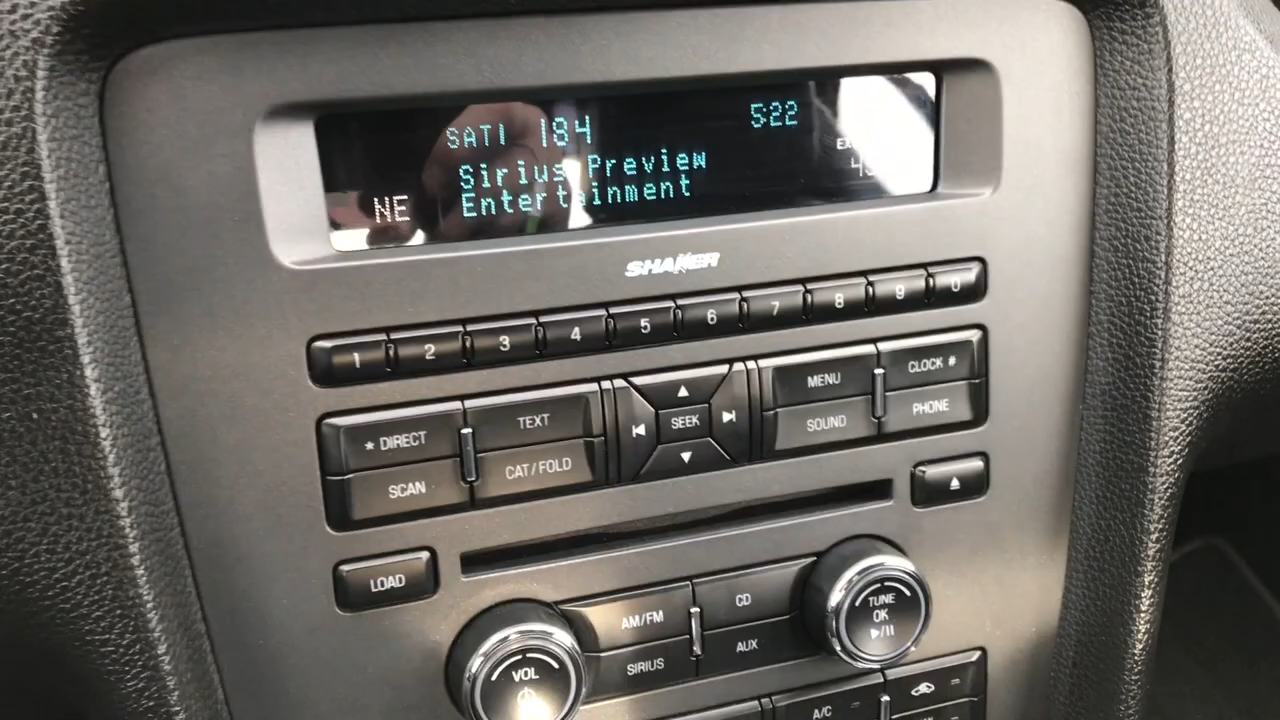 SAT1 184 5:22
Sirius Preview
NE Entertainment
SHAKER
1 2 3 4 5 6 7 8 9 0
* DIRECT TEXT SEEK MENU CLOCK #
SCAN CAT/FOLD SOUND PHONE
LOAD
AM/FM CD
SIRIUS AUX
VOL
TUNE
OK
▶/II
A/C